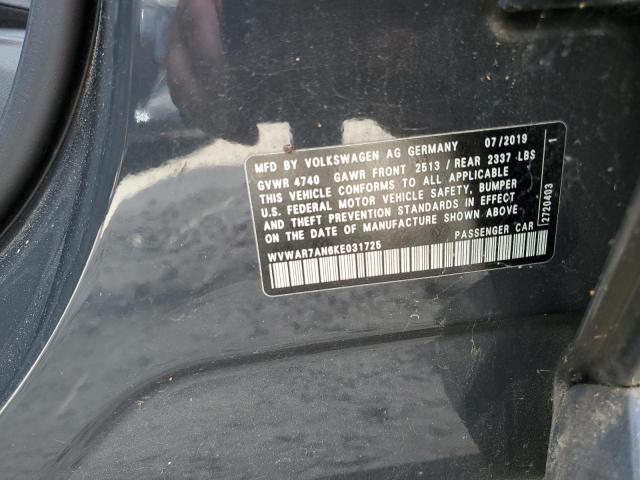 MFD BY VOLKSWAGEN AG GERMANY 07/2019 1
GVWR 4740 GAWR FRONT 2513 / REAR 2337 LBS
THIS VEHICLE CONFORMS TO ALL APPLICABLE
U.S. FEDERAL MOTOR VEHICLE SAFETY, BUMPER
AND THEFT PREVENTION STANDARDS IN EFFECT
ON THE DATE OF MANUFACTURE SHOWN ABOVE.
WVWAR7AN6KE031725 PASSENGER CAR
2720403